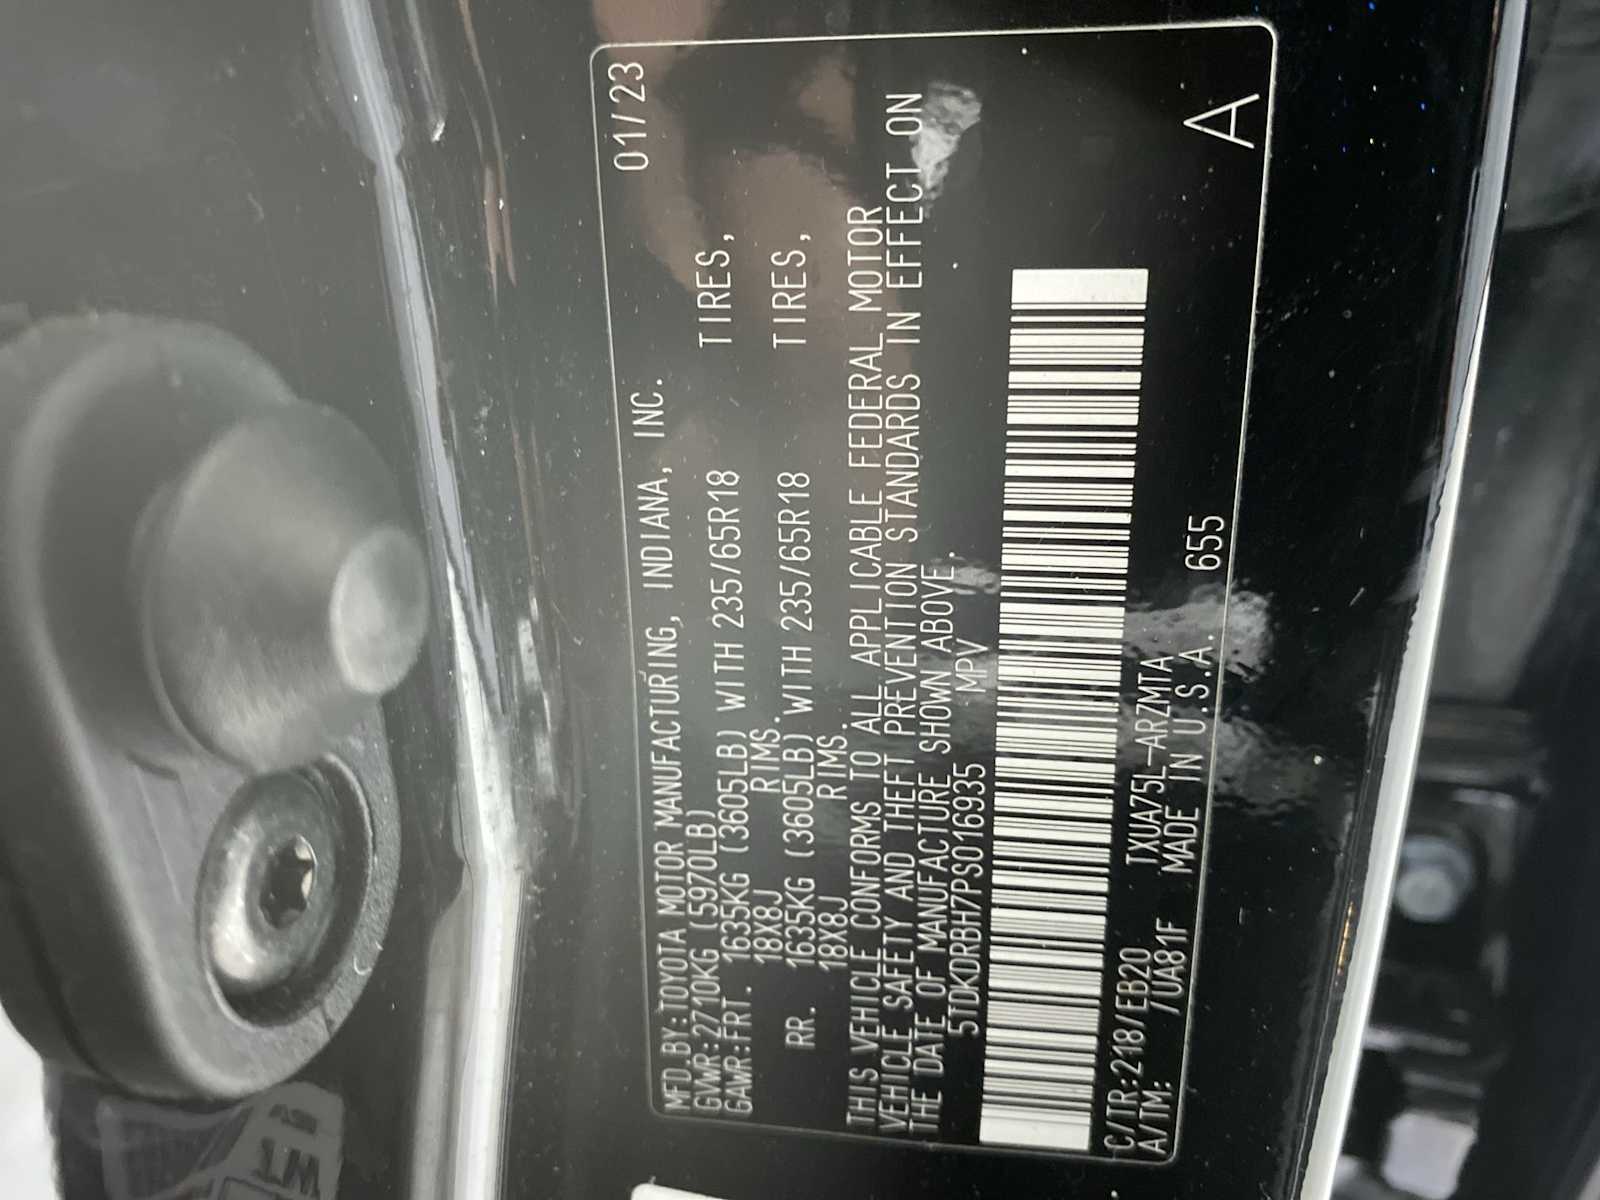 MFD.BY:TOYOTA MOTOR MANUFACTURING, INDIANA, INC. 01/23
GVWR:2710KG (5970LB)
GAWR:FRT. 1635KG (3605LB) WITH 235/65R18 TIRES,
18X8J RIMS.
RR. 1635KG (3605LB) WITH 235/65R18 TIRES,
18X8J RIMS.
THIS VEHICLE CONFORMS TO ALL APPLICABLE FEDERAL MOTOR
VEHICLE SAFETY AND THEFT PREVENTION STANDARDS IN EFFECT ON
THE DATE OF MANUFACTURE SHOWN ABOVE.
5TDKDRBH7PS016935 MPV
C/TR:218/EB20 TXUA75L-ARZMTA
A/TM: /UA81F MADE IN U.S.A. 655
A